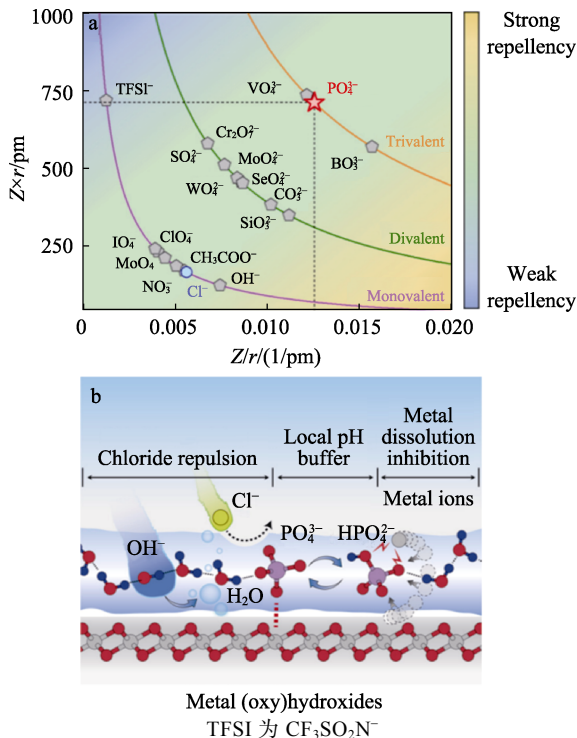 a
1000
750
500
250
0
0.005
0.010
0.015
0.020
Z×r/pm
Z/r/(1/pm)
TFSI⁻
VO₄³⁻
PO₄³⁻
BO₃³⁻
Trivalent
Cr₂O₇²⁻
SO₄²⁻
MoO₄²⁻
WO₄²⁻
SeO₄²⁻
CO₃²⁻
SiO₃²⁻
Divalent
IO₄⁻
ClO₄⁻
MoO₄
CH₃COO⁻
NO₃⁻
Cl⁻
OH⁻
Monovalent
Strong
repellency
Weak
repellency
b
Chloride repulsion
Local pH
buffer
Metal
dissolution
inhibition
Cl⁻
Metal ions
OH⁻
PO₄³⁻
HPO₄²⁻
H₂O
Metal (oxy)hydroxides
TFSI 为 CF₃SO₂N⁻